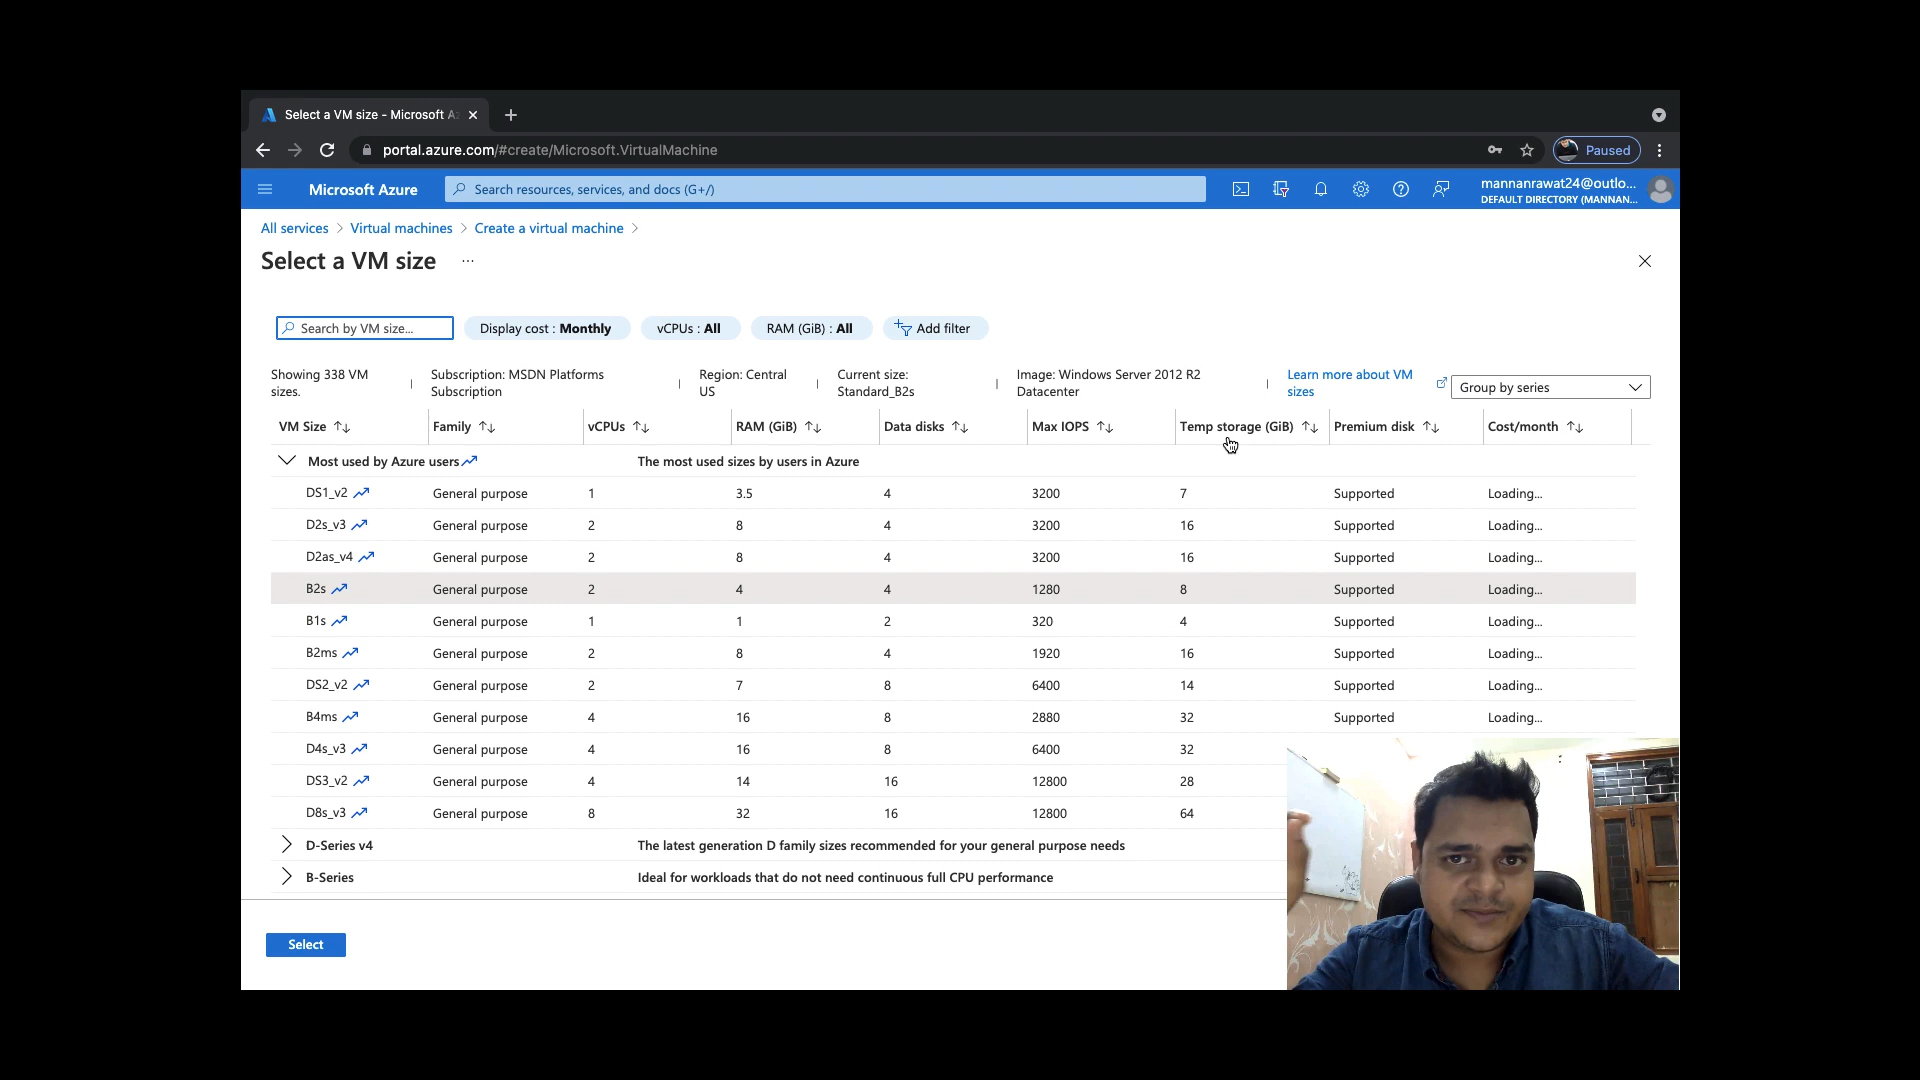 Select a VM size - Microsoft Az
portal.azure.com/#create/Microsoft.VirtualMachine
Paused
Microsoft Azure
Search resources, services, and docs (G+/)
mannanrawat24@outlo...
DEFAULT DIRECTORY (MANNAN...
All services > Virtual machines > Create a virtual machine >
Select a VM size ...
Search by VM size...
Display cost : Monthly
vCPUs : All
RAM (GiB) : All
Add filter
Showing 338 VM sizes.
Subscription: MSDN Platforms Subscription
Region: Central US
Current size: Standard_B2s
Image: Windows Server 2012 R2 Datacenter
Learn more about VM sizes
Group by series
VM Size Family vCPUs RAM (GiB) Data disks Max IOPS Temp storage (GiB) Premium disk Cost/month
Most used by Azure users The most used sizes by users in Azure
DS1_v2 General purpose 1 3.5 4 3200 7 Supported Loading...
D2s_v3 General purpose 2 8 4 3200 16 Supported Loading...
D2as_v4 General purpose 2 8 4 3200 16 Supported Loading...
B2s General purpose 2 4 4 1280 8 Supported Loading...
B1s General purpose 1 1 2 320 4 Supported Loading...
B2ms General purpose 2 8 4 1920 16 Supported Loading...
DS2_v2 General purpose 2 7 8 6400 14 Supported Loading...
B4ms General purpose 4 16 8 2880 32 Supported Loading...
D4s_v3 General purpose 4 16 8 6400 32
DS3_v2 General purpose 4 14 16 12800 28
D8s_v3 General purpose 8 32 16 12800 64
D-Series v4 The latest generation D family sizes recommended for your general purpose needs
B-Series Ideal for workloads that do not need continuous full CPU performance
Select